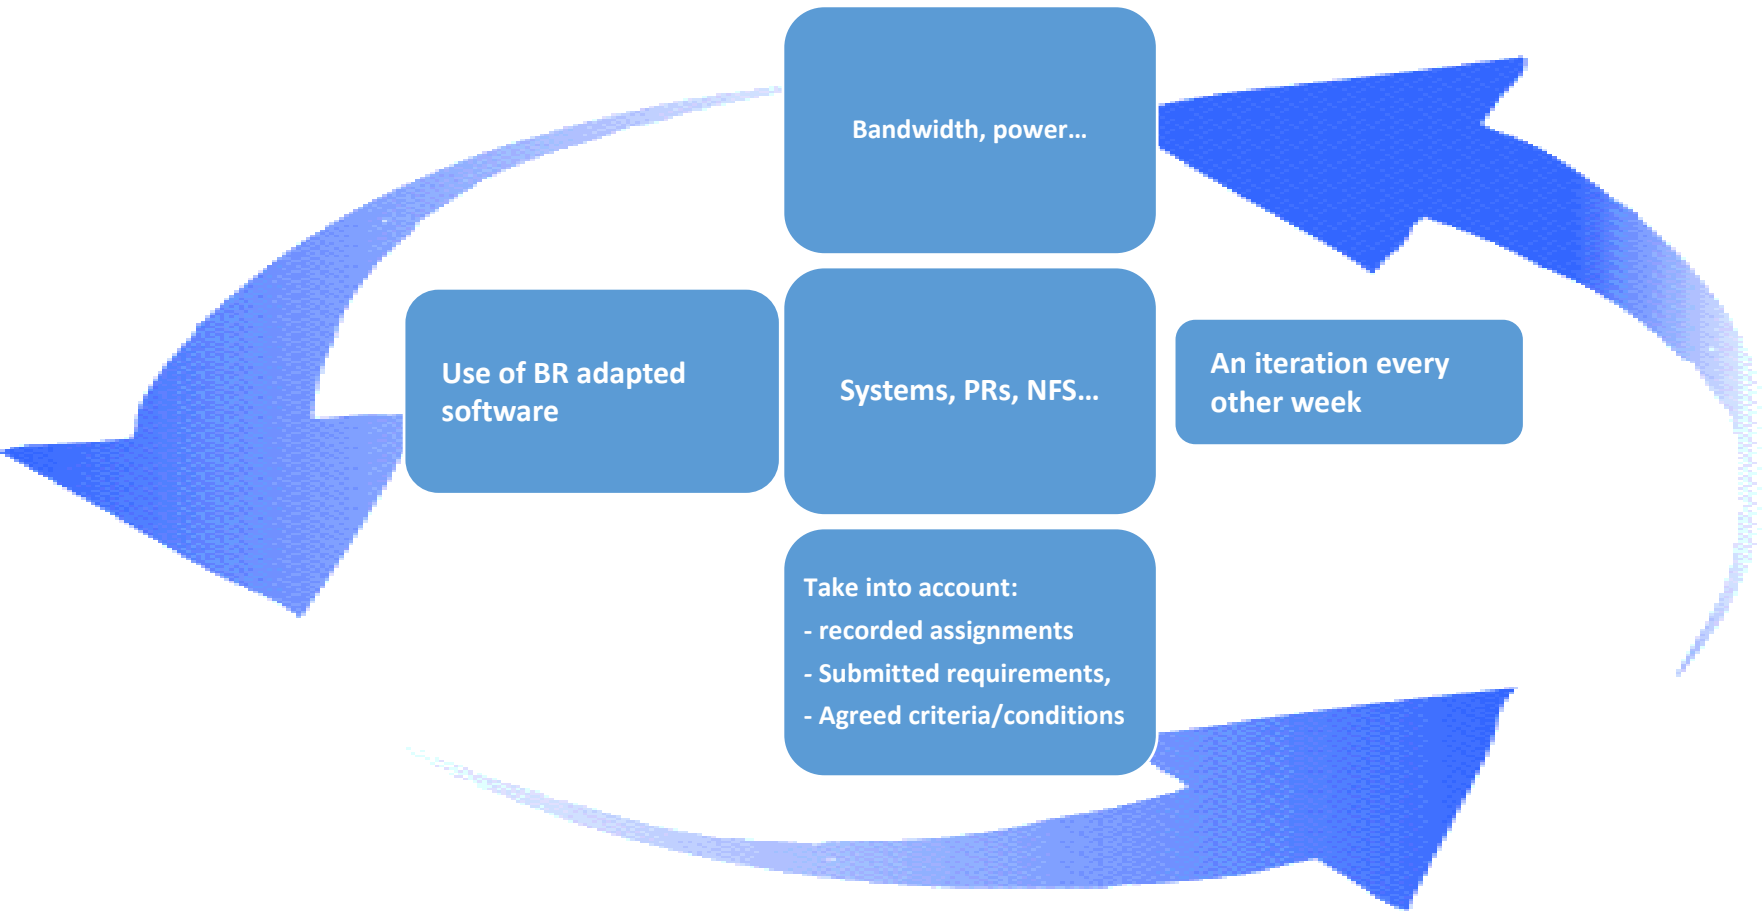 Bandwidth, power…
Use of BR adapted
software
Systems, PRs, NFS…
An iteration every
other week
Take into account:
- recorded assignments
- Submitted requirements,
- Agreed criteria/conditions